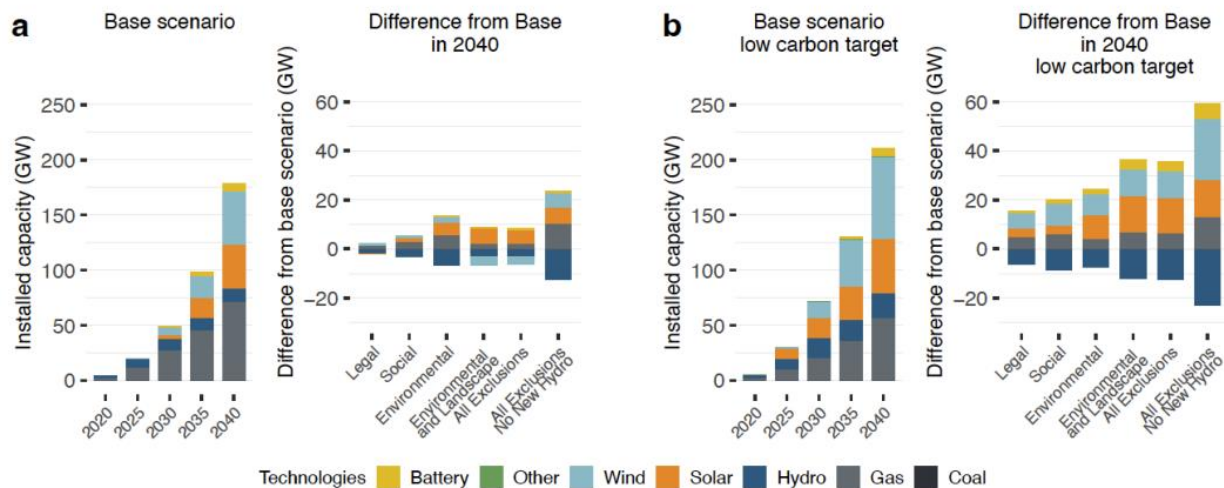 a
Base scenario
Installed capacity (GW)
250
200
150
100
50
0
2020
2025
2030
2035
2040
Difference from Base
in 2040
Difference from base scenario (GW)
60
40
20
0
−20
Legal
Social
Environmental
Environmental
and Landscape
All Exclusions
All Exclusions
No New Hydro
b
Base scenario
low carbon target
Installed capacity (GW)
250
200
150
100
50
0
2020
2025
2030
2035
2040
Difference from Base
in 2040
low carbon target
Difference from base scenario (GW)
60
40
20
0
−20
Legal
Social
Environmental
Environmental
and Landscape
All Exclusions
All Exclusions
No New Hydro
Technologies Battery Other Wind Solar Hydro Gas Coal